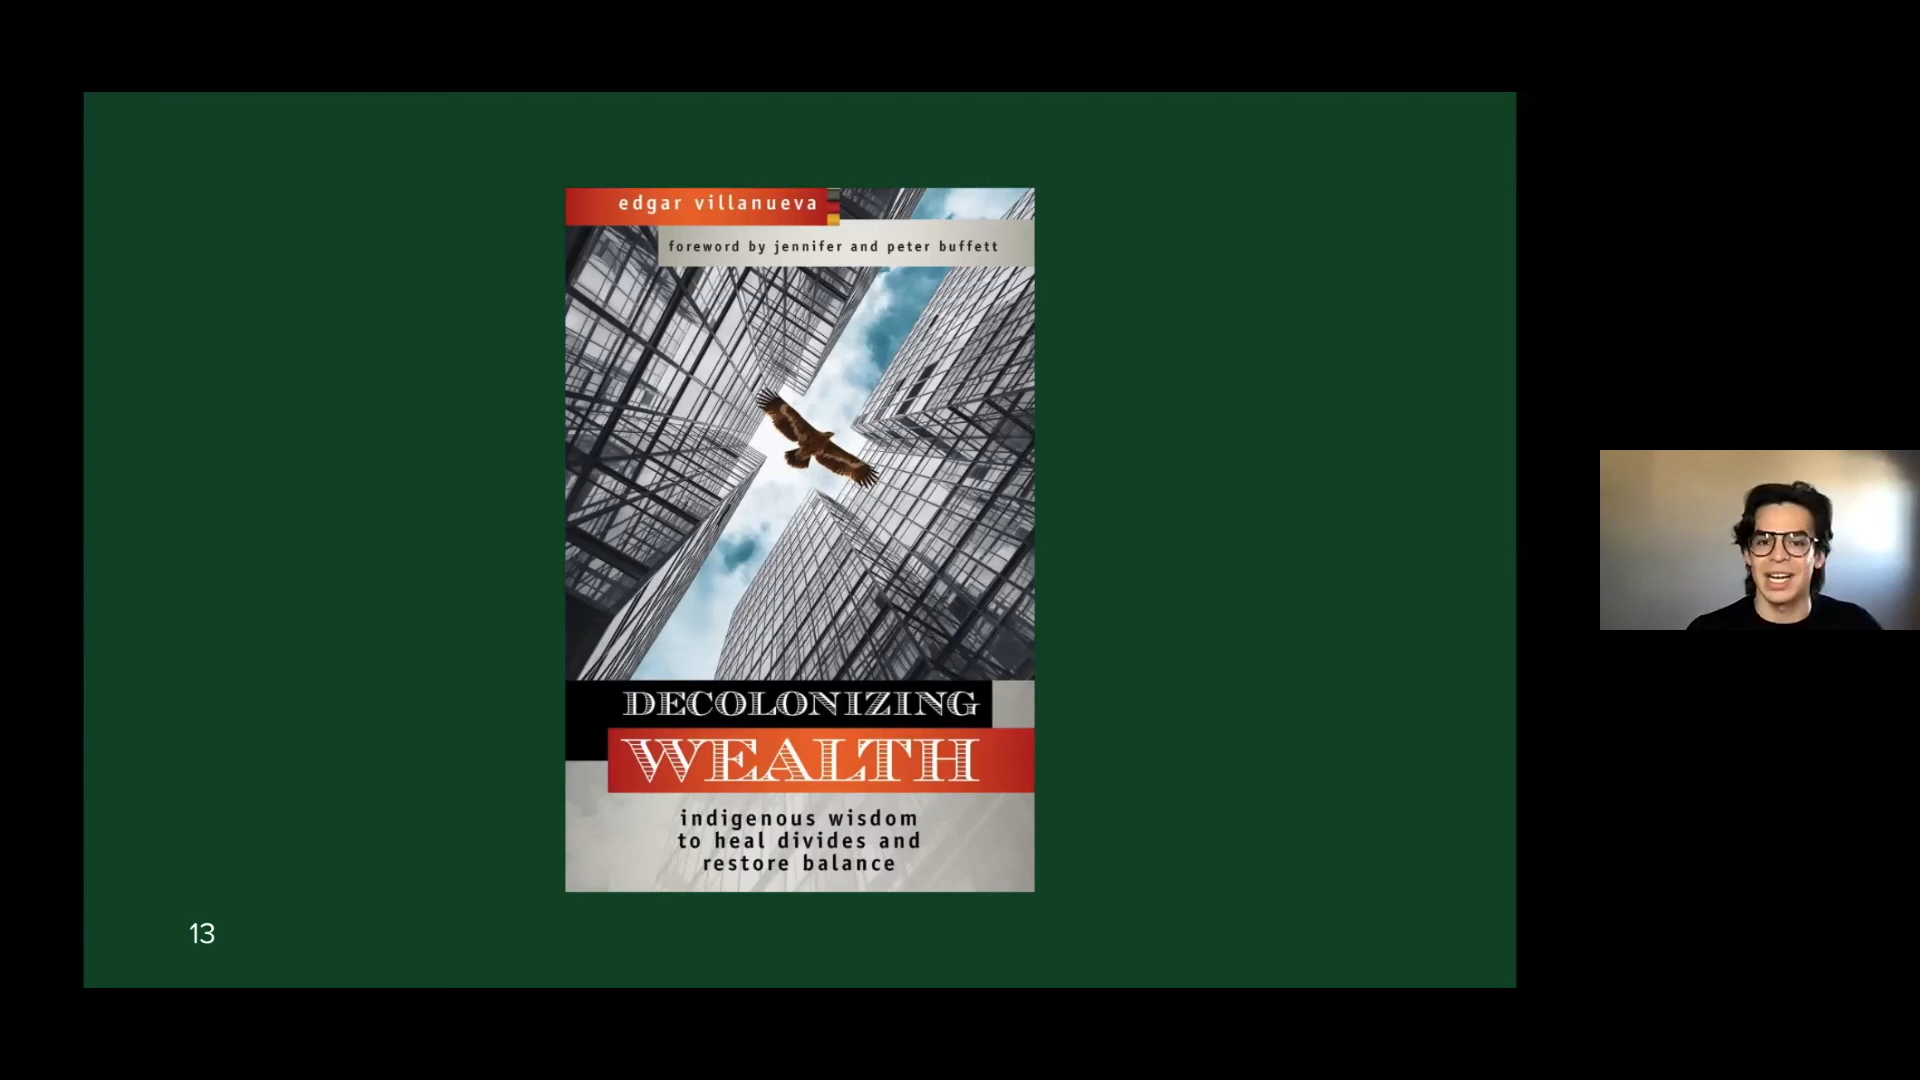 edgar villanueva
foreword by jennifer and peter buffett
DECOLONIZING
WEALTH
indigenous wisdom
to heal divides and
restore balance
13